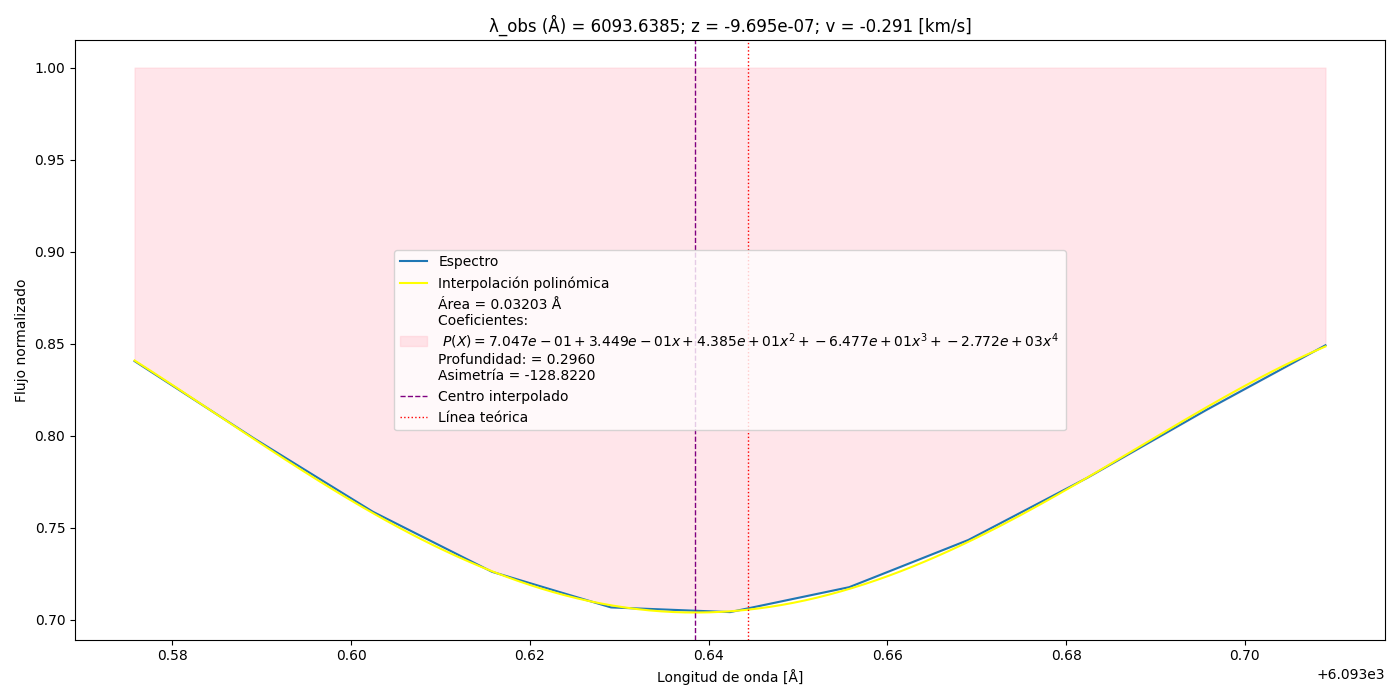 λ_obs (Å) = 6093.6385; z = -9.695e-07; v = -0.291 [km/s]
Flujo normalizado
1.00
0.95
0.90
0.85
0.80
0.75
0.70
Espectro
Interpolación polinómica
Área = 0.03203 Å
Coeficientes:
P(X) = 7.047e − 01 + 3.449e − 01x + 4.385e + 01x² + −6.477e + 01x³ + −2.772e + 03x⁴
Profundidad: = 0.2960
Asimetría = -128.8220
Centro interpolado
Línea teórica
0.58 0.60 0.62 0.64 0.66 0.68 0.70
+6.093e3
Longitud de onda [Å]